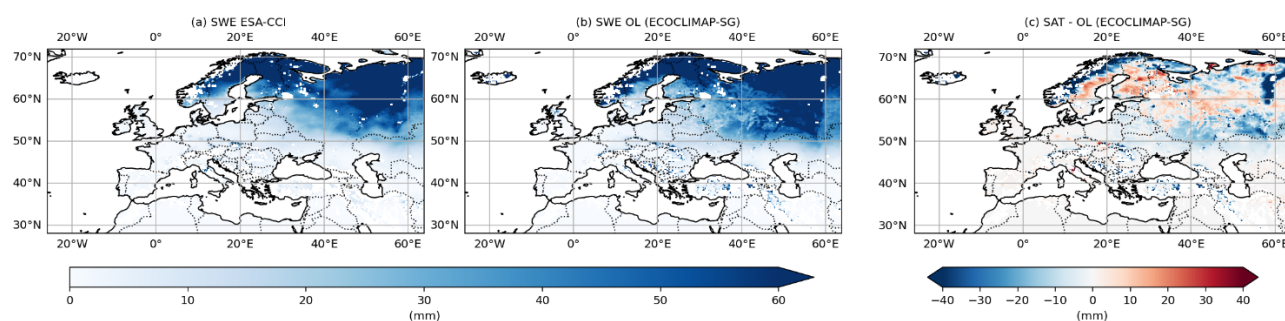 (a) SWE ESA-CCI
(b) SWE OL (ECOCLIMAP-SG)
(c) SAT - OL (ECOCLIMAP-SG)
20°W 0° 20°E 40°E 60°E
20°W 0° 20°E 40°E 60°E
20°W 0° 20°E 40°E 60°E
70°N 70°N 70°N
60°N 60°N 60°N
50°N 50°N 50°N
40°N 40°N 40°N
30°N 30°N 30°N
20°W 0° 20°E 40°E 60°E
20°W 0° 20°E 40°E 60°E
20°W 0° 20°E 40°E 60°E
0 10 20 30 40 50 60
(mm)
−40 −30 −20 −10 0 10 20 30 40
(mm)